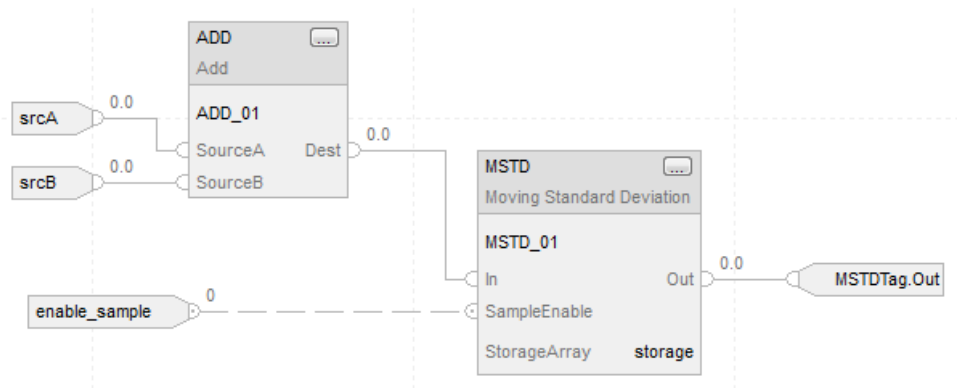 ADD
...
Add
ADD_01
srcA
0.0
SourceA
Dest
0.0
srcB
0.0
SourceB
MSTD
...
Moving Standard Deviation
MSTD_01
In
Out
0.0
MSTDTag.Out
enable_sample
0
SampleEnable
StorageArray
storage